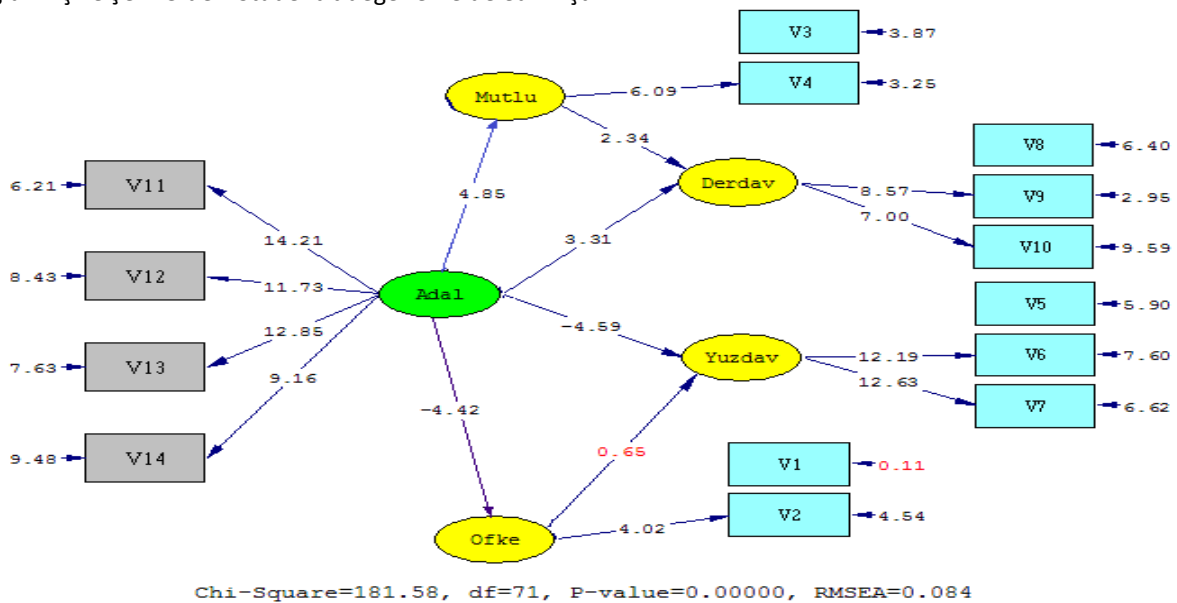 V3
3.87
Mutlu
6.09
V4
3.25
2.34
V8
6.40
Derdav
8.57
V9
2.95
7.00
V10
9.59
6.21
V11
4.85
14.21
3.31
8.43
V12
11.73
Adal
V5
5.90
12.85
-4.59
Yuzdav
12.19
V6
7.60
7.63
V13
9.16
12.63
V7
6.62
-4.42
9.48
V14
0.65
V1
0.11
Ofke
4.02
V2
4.54
Chi-Square=181.58, df=71, P-value=0.00000, RMSEA=0.084